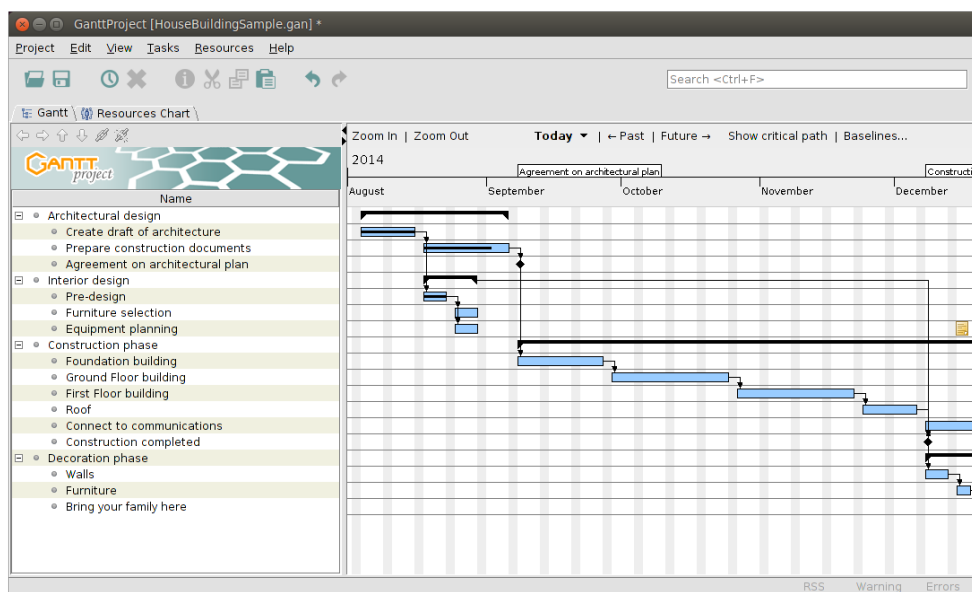 GanttProject [HouseBuildingSample.gan] *
Project Edit View Tasks Resources Help
Search <Ctrl+F>
Gantt Resources Chart
Zoom In | Zoom Out Today | ← Past | Future → Show critical path | Baselines...
GANTT project
2014
Agreement on architectural plan Constructi
August September October November December
Name
Architectural design
Create draft of architecture
Prepare construction documents
Agreement on architectural plan
Interior design
Pre-design
Furniture selection
Equipment planning
Construction phase
Foundation building
Ground Floor building
First Floor building
Roof
Connect to communications
Construction completed
Decoration phase
Walls
Furniture
Bring your family here
RSS Warning Errors